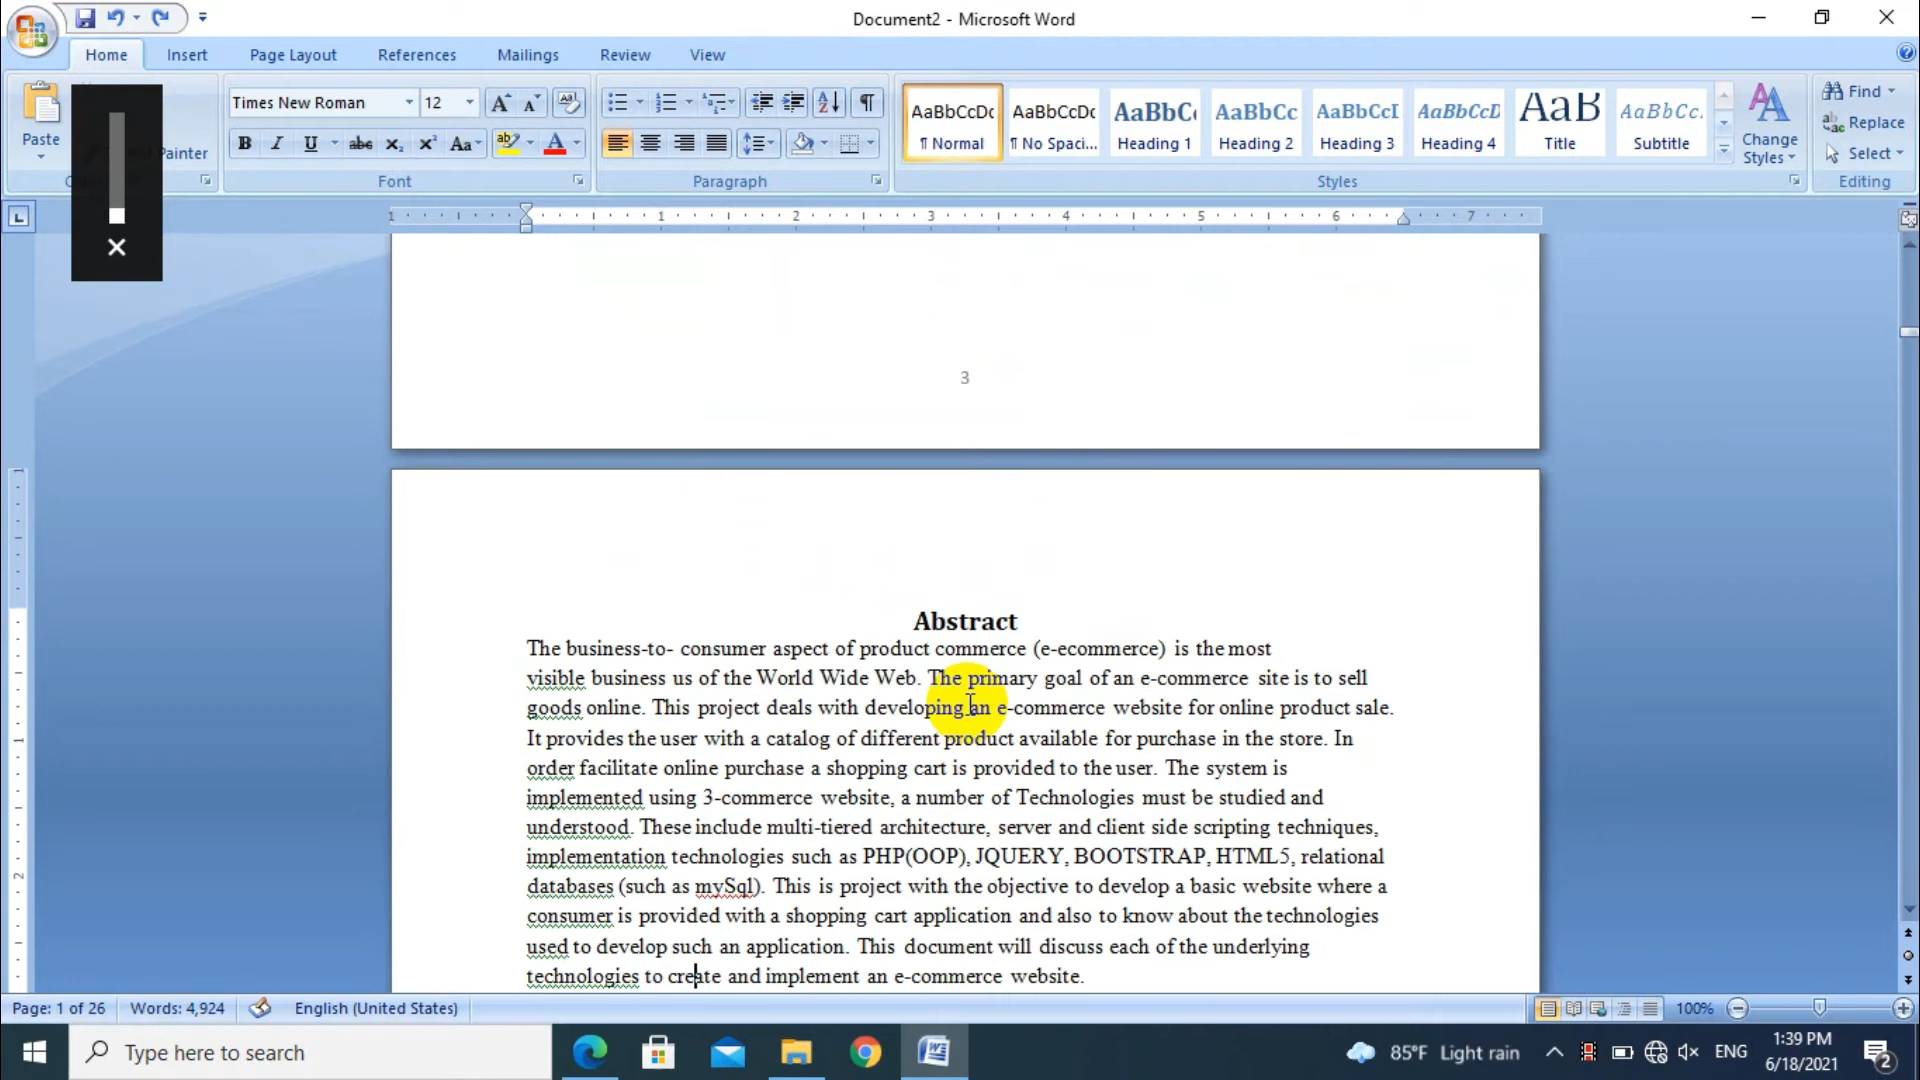 Document2 - Microsoft Word
Home Insert Page Layout References Mailings Review View
Paste
Painter
Times New Roman 12
Font
Paragraph
AaBbCcDc AaBbCcDc AaBbC AaBbCc AaBbCcI AaBbCcD AaB AaBbCc.
¶ Normal ¶ No Spaci... Heading 1 Heading 2 Heading 3 Heading 4 Title Subtitle
Styles
Change
Styles
Find
Replace
Select
Editing
1 1 2 3 4 5 6 7
3
Abstract
The business-to- consumer aspect of product commerce (e-ecommerce) is the most
visible business us of the World Wide Web. The primary goal of an e-commerce site is to sell
goods online. This project deals with developing an e-commerce website for online product sale.
It provides the user with a catalog of different product available for purchase in the store. In
order facilitate online purchase a shopping cart is provided to the user. The system is
implemented using 3-commerce website, a number of Technologies must be studied and
understood. These include multi-tiered architecture, server and client side scripting techniques,
implementation technologies such as PHP(OOP), JQUERY, BOOTSTRAP, HTML5, relational
databases (such as mySql). This is project with the objective to develop a basic website where a
consumer is provided with a shopping cart application and also to know about the technologies
used to develop such an application. This document will discuss each of the underlying
technologies to create and implement an e-commerce website.
Page: 1 of 26 Words: 4,924 English (United States) 100%
Type here to search
85°F Light rain ENG
1:39 PM
6/18/2021
2